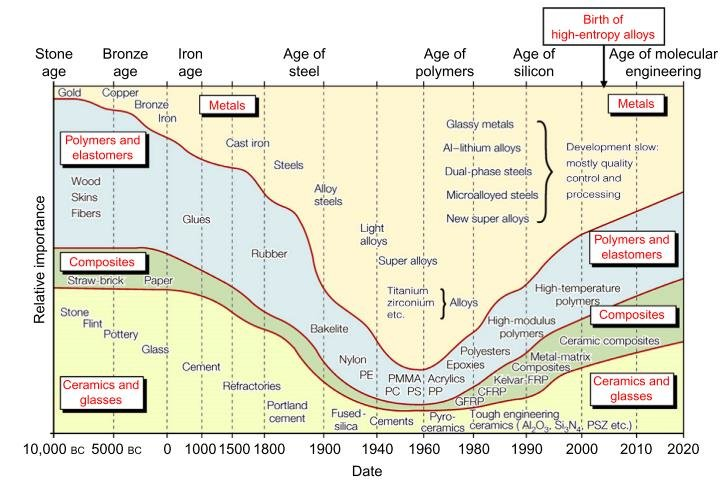 Birth of
high-entropy alloys
Stone
age
Bronze
age
Iron
age
Age of
steel
Age of
polymers
Age of
silicon
Age of molecular
engineering
Gold
Copper
Bronze
Iron
Metals
Metals
Cast iron
Steels
Alloy
steels
Light
alloys
Super alloys
Titanium
zirconium
etc.
Alloys
Glassy metals
Al–lithium alloys
Dual-phase steels
Microalloyed steels
New super alloys
Development slow:
mostly quality
control and
processing
Polymers and
elastomers
Wood
Skins
Fibers
Glues
Rubber
Bakelite
Nylon
PE
PMMA
PC
PS
Acrylics
PP
Polyesters
Epoxies
High-modulus
polymers
High-temperature
polymers
Polymers and
elastomers
Composites
Straw-brick
Paper
GFRP
CFRP
Kelvar-FRP
Metal-matrix
Composites
Ceramic composites
Composites
Stone
Flint
Pottery
Glass
Cement
Refractories
Portland
cement
Fused-
silica
Cements
Pyro-
ceramics
Tough engineering
ceramics ( Al2O3, Si3N4, PSZ etc.)
Ceramics and
glasses
Ceramics and
glasses
Relative importance
10,000 BC 5000 BC 0 1000 1500 1800 1900 1940 1960 1980 1990 2000 2010 2020
Date